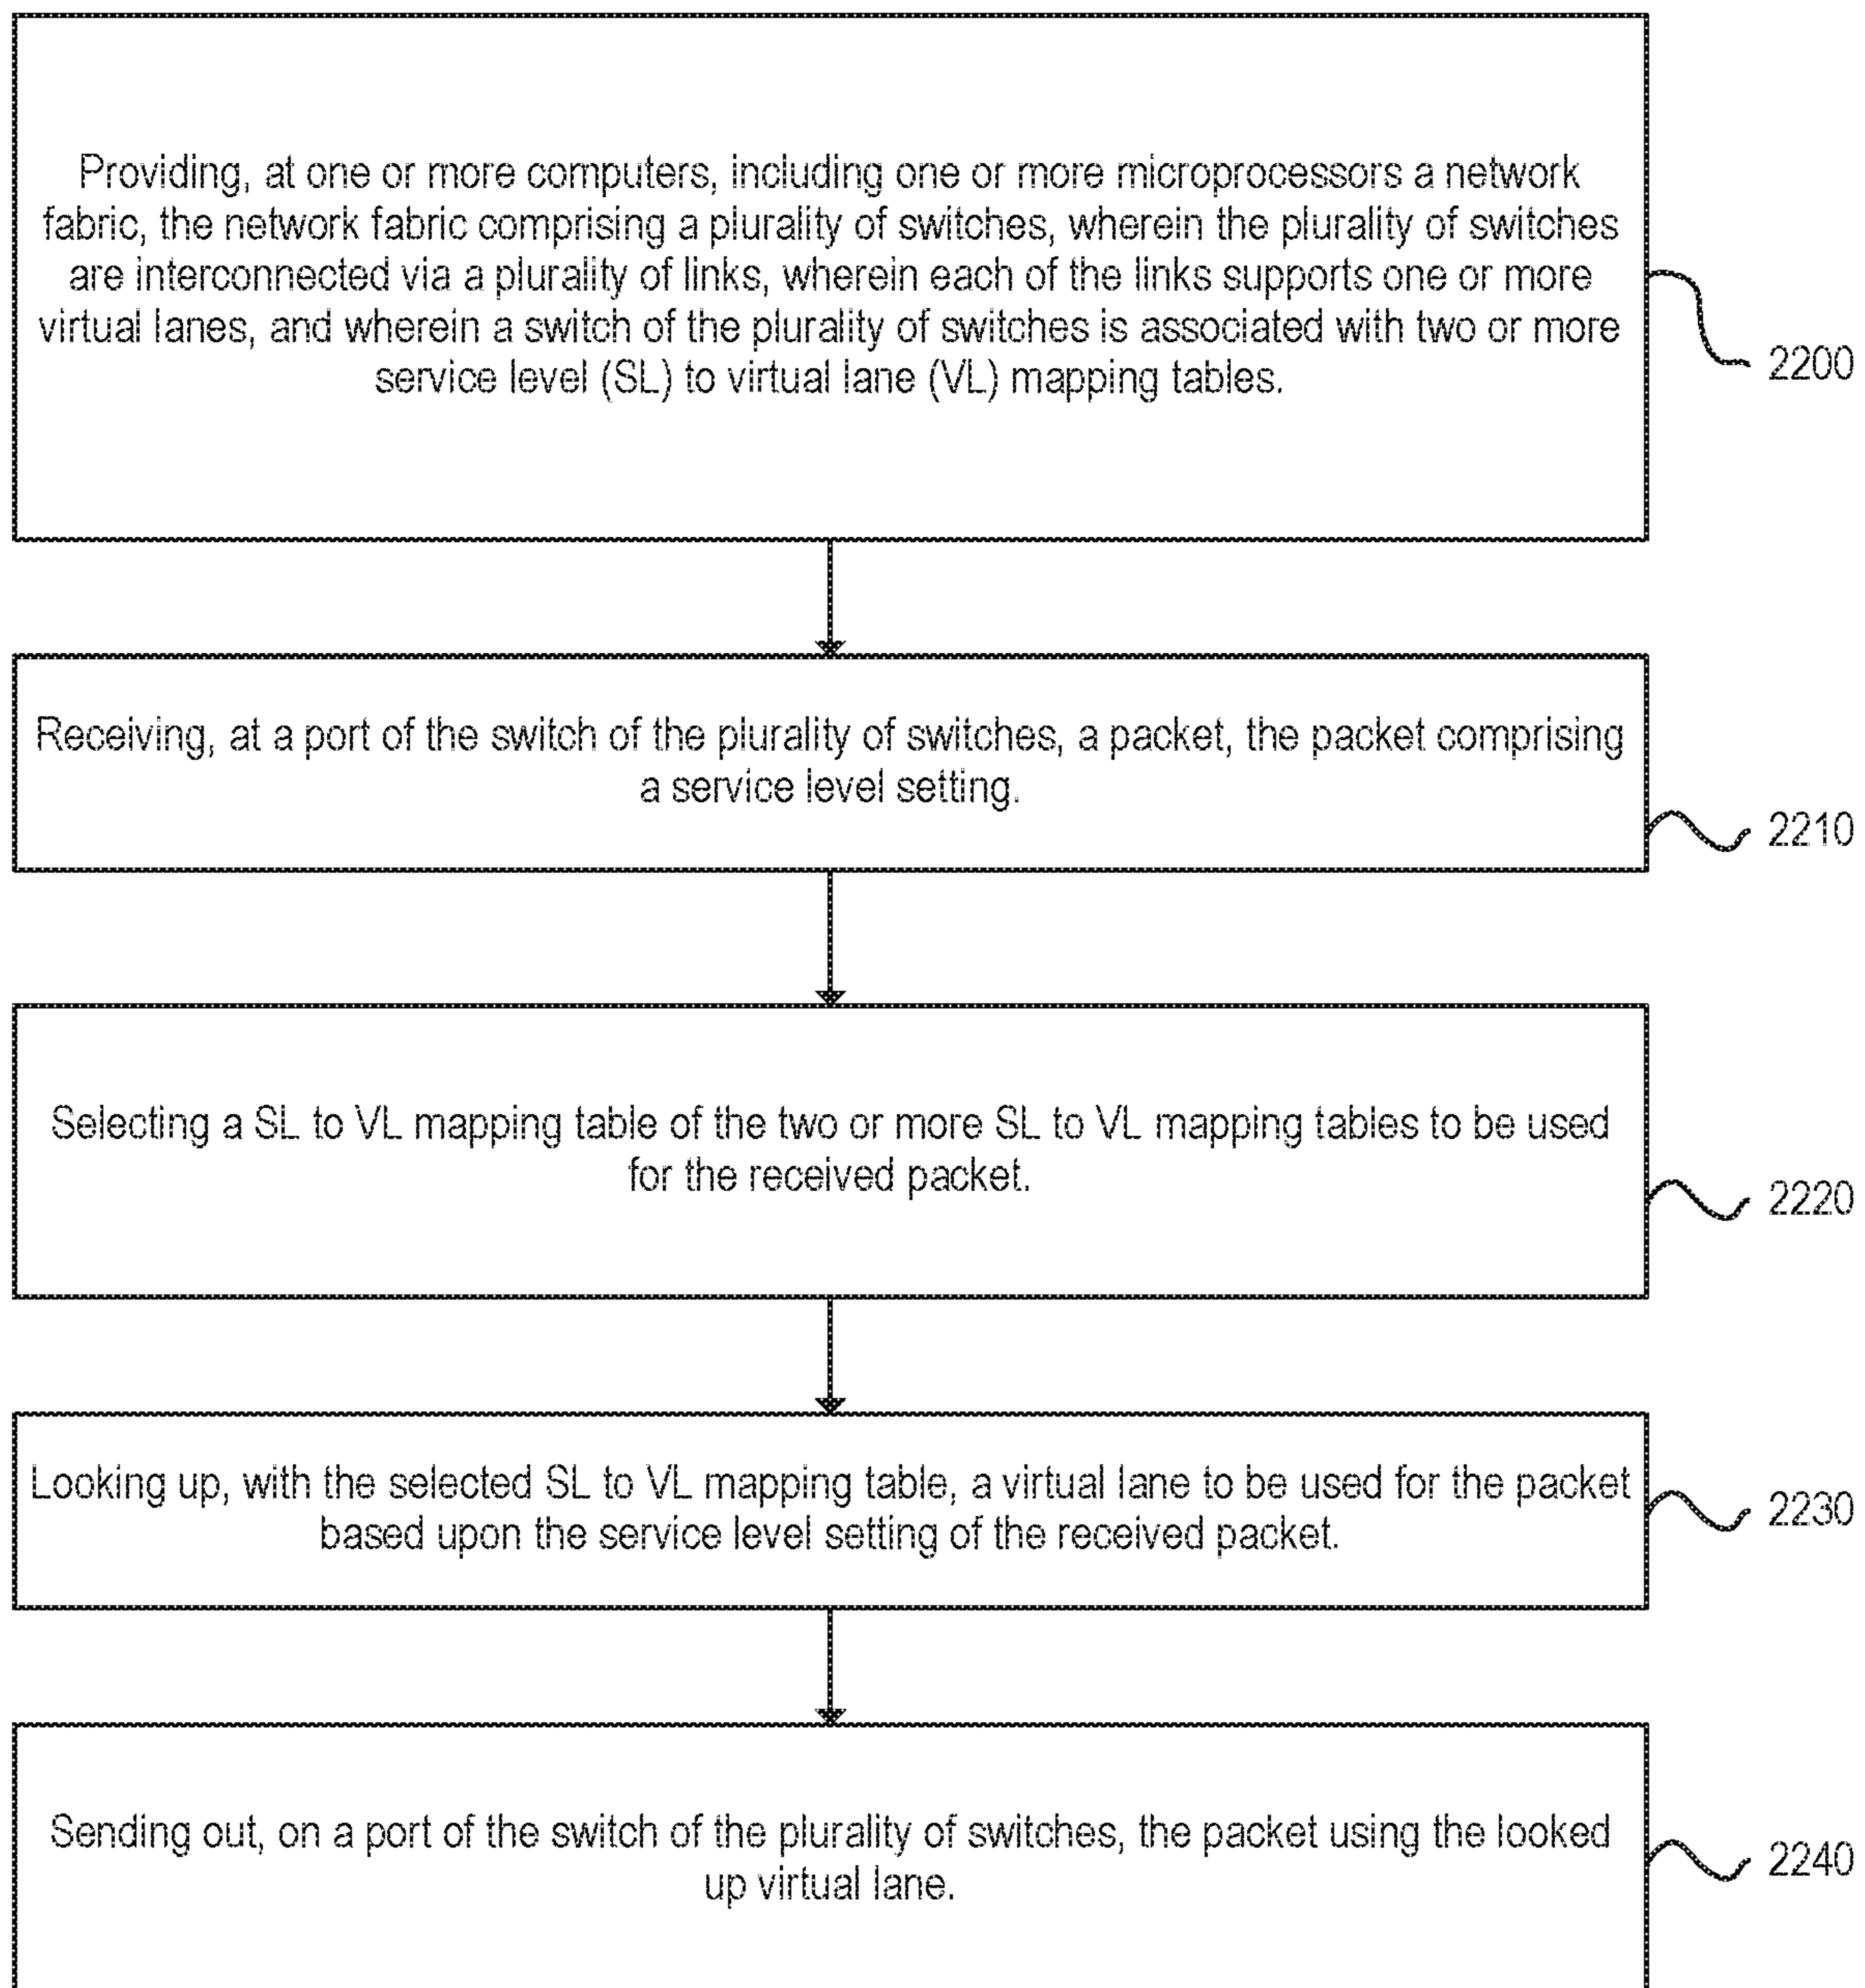 Providing, at one or more computers, including one or more microprocessors a network
fabric, the network fabric comprising a plurality of switches, wherein the plurality of switches
are interconnected via a plurality of links, wherein each of the links supports one or more
virtual lanes, and wherein a switch of the plurality of switches is associated with two or more
service level (SL) to virtual lane (VL) mapping tables.
2200
Receiving, at a port of the switch of the plurality of switches, a packet, the packet comprising
a service level setting.
2210
Selecting a SL to VL mapping table of the two or more SL to VL mapping tables to be used
for the received packet.
2220
Looking up, with the selected SL to VL mapping table, a virtual lane to be used for the packet
based upon the service level setting of the received packet.
2230
Sending out, on a port of the switch of the plurality of switches, the packet using the looked
up virtual lane.
2240